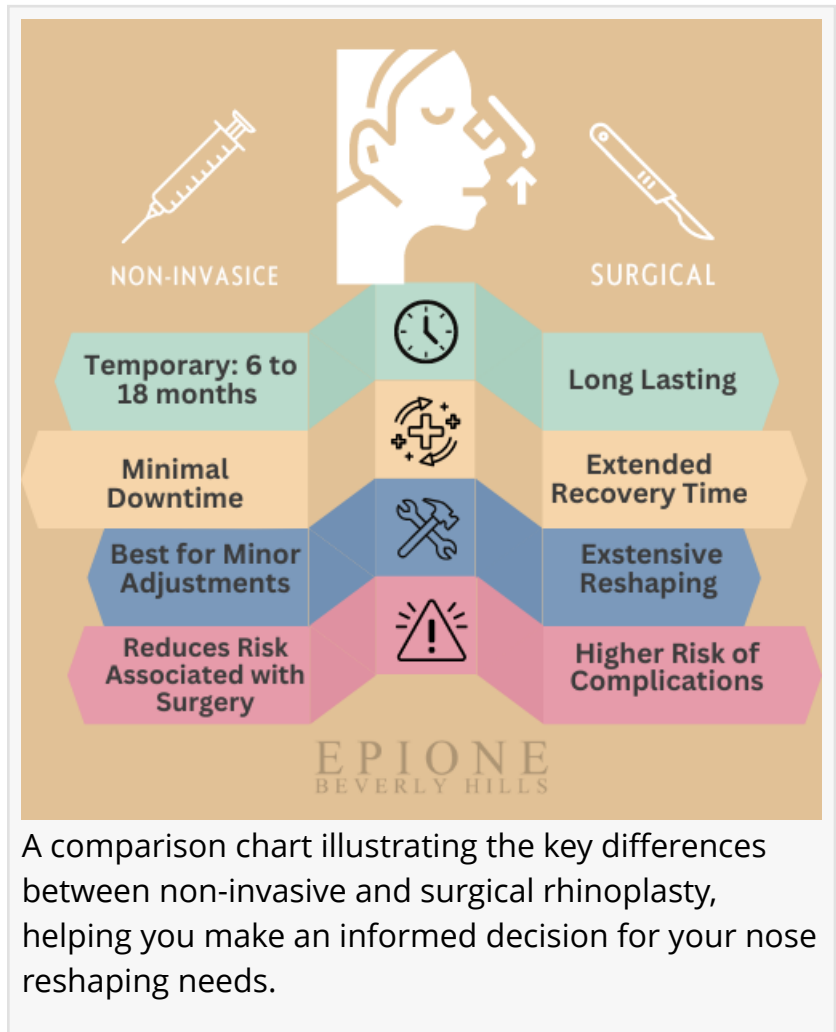 NON-INVASICE
SURGICAL
Temporary: 6 to
18 months
Long Lasting
Minimal
Downtime
Extended
Recovery Time
Best for Minor
Adjustments
Exstensive
Reshaping
Reduces Risk
Associated with
Surgery
Higher Risk of
Complications
EPIONE
BEVERLY HILLS
A comparison chart illustrating the key differences
between non-invasive and surgical rhinoplasty,
helping you make an informed decision for your nose
reshaping needs.